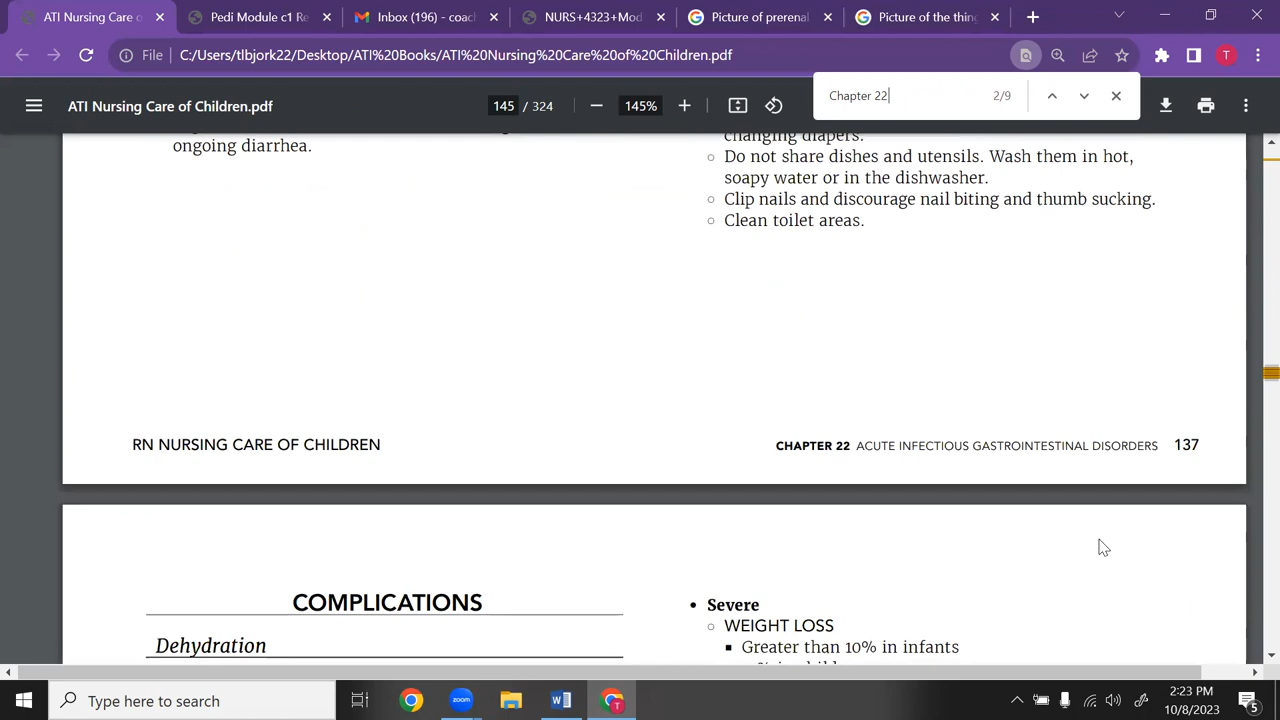 ATI Nursing Care o
Pedi Module c1 Re
Inbox (196) - coac
NURS+4323+Mod
Picture of prerena
Picture of the thin
File
C:/Users/tlbjork22/Desktop/ATI%20Books/ATI%20Nursing%20Care%20of%20Children.pdf
T
ATI Nursing Care of Children.pdf
145 / 324
145%
Chapter 22
2/9
ongoing diarrhea.
changing diapers.
Do not share dishes and utensils. Wash them in hot,
soapy water or in the dishwasher.
Clip nails and discourage nail biting and thumb sucking.
Clean toilet areas.
RN NURSING CARE OF CHILDREN
CHAPTER 22 ACUTE INFECTIOUS GASTROINTESTINAL DISORDERS 137
COMPLICATIONS
Dehydration
• Severe
WEIGHT LOSS
Greater than 10% in infants
Type here to search
zoom
T
2:23 PM
10/8/2023
5